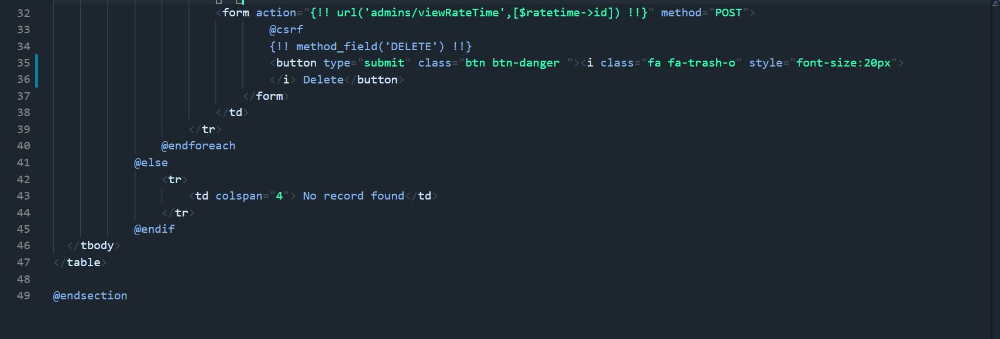 32 <form action="{!! url('admins/viewRateTime',[$ratetime->id]) !!}" method="POST">
33 @csrf
34 {!! method_field('DELETE') !!}
35 <button type="submit" class="btn btn-danger "><i class="fa fa-trash-o" style="font-size:20px">
36 </i> Delete</button>
37 </form>
38 </td>
39 </tr>
40 @endforeach
41 @else
42 <tr>
43 <td colspan="4"> No record found</td>
44 </tr>
45 @endif
46 </tbody>
47 </table>
48
49 @endsection